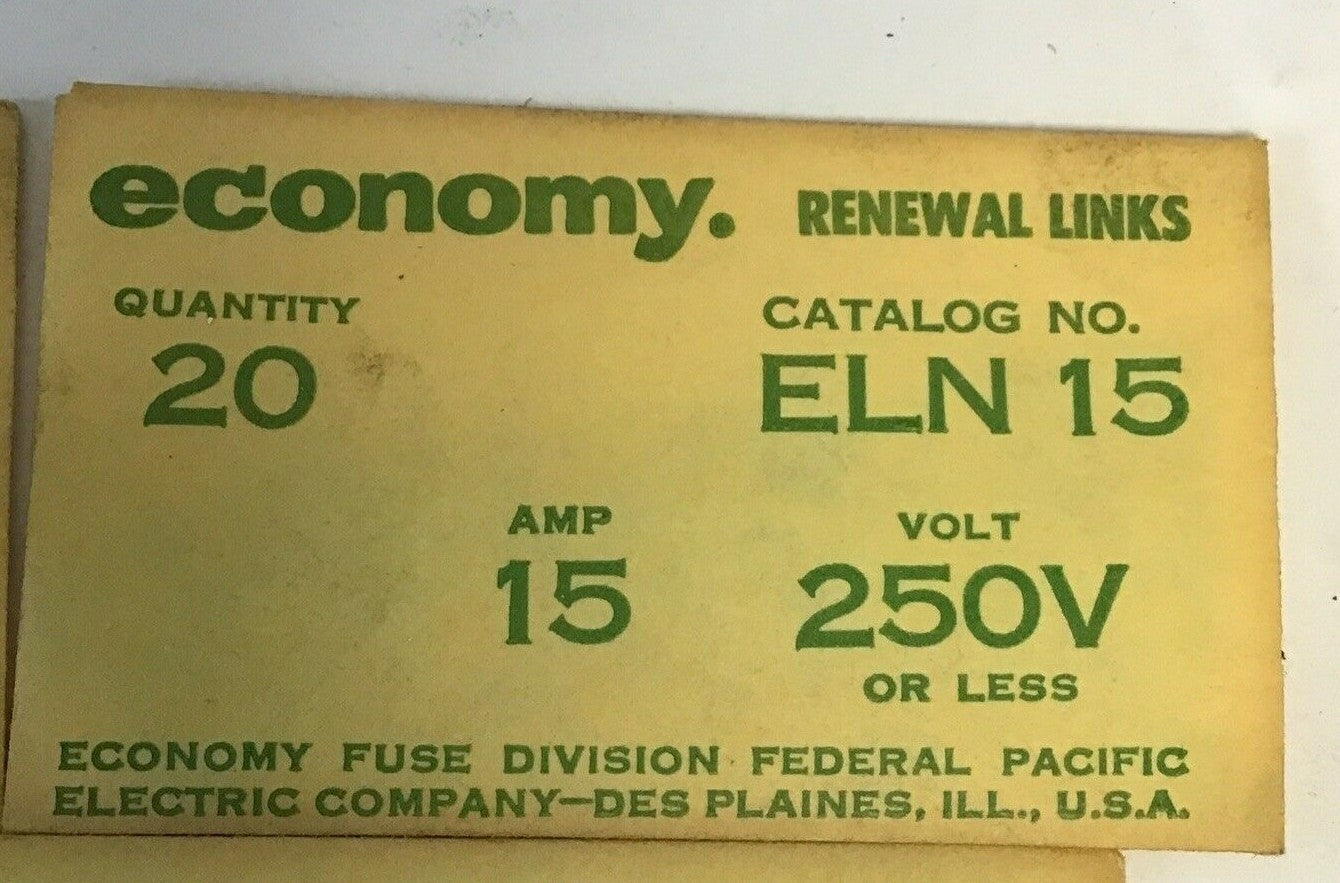 economy. RENEWAL LINKS
QUANTITY CATALOG NO.
20 ELN 15
AMP VOLT
15 250V
OR LESS
ECONOMY FUSE DIVISION FEDERAL PACIFIC
ELECTRIC COMPANY—DES PLAINES, ILL., U.S.A.